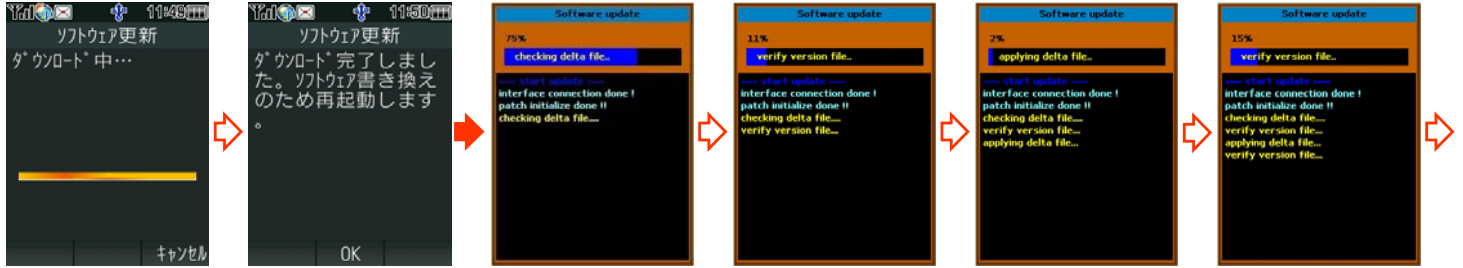 11:49
ソフトウェア更新
ダウンロード中…
キャンセル
11:50
ソフトウェア更新
ダウンロード完了しまし
た。ソフトウェア書き換え
のため再起動します
。
OK
Software update
75%
checking delta file..
---- start update ----
interface connection done !
patch initialize done !!
checking delta file....
Software update
11%
verify version file..
---- start update ----
interface connection done !
patch initialize done !!
checking delta file....
verify version file...
Software update
2%
applying delta file..
---- start update ----
interface connection done !
patch initialize done !!
checking delta file....
verify version file...
applying delta file...
Software update
15%
verify version file..
---- start update ----
interface connection done !
patch initialize done !!
checking delta file....
verify version file...
applying delta file...
verify version file...